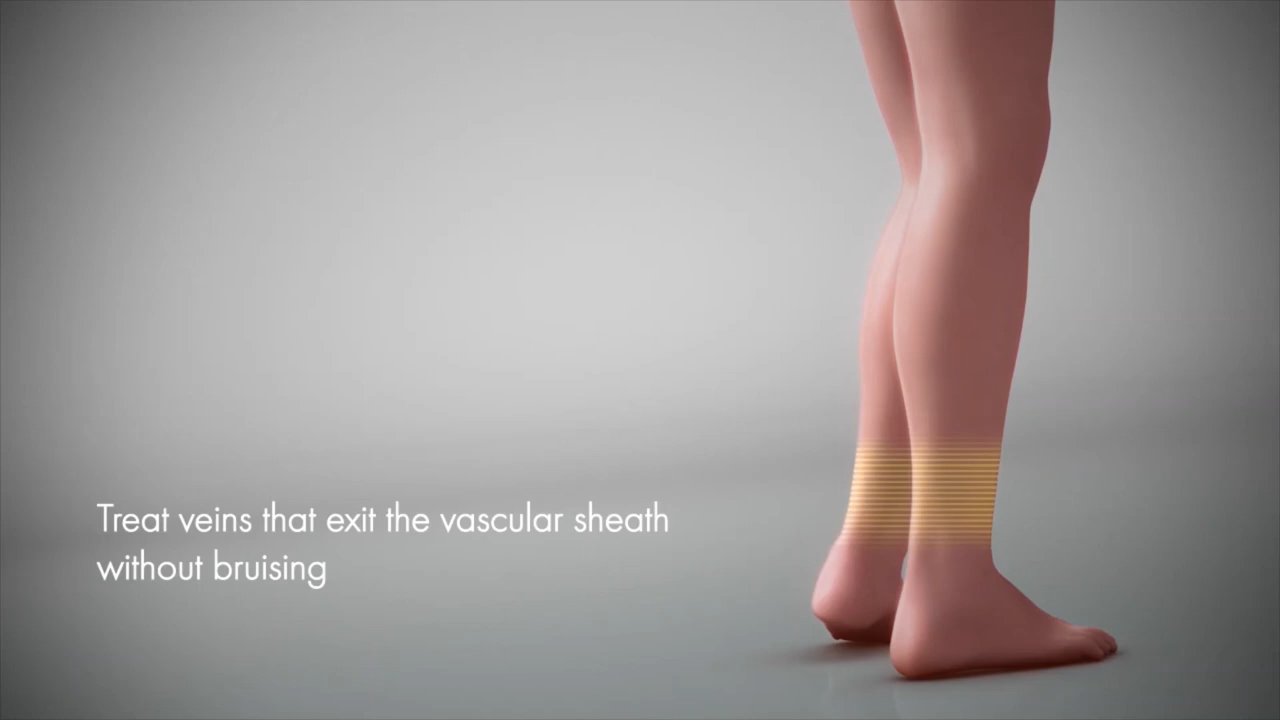 Treat veins that exit the vascular sheath
without bruising